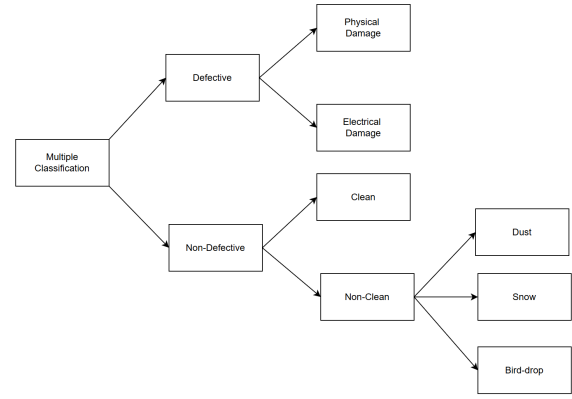 Physical
Damage
Defective
Electrical
Damage
Multiple
Classification
Clean
Dust
Non-Defective
Non-Clean
Snow
Bird-drop